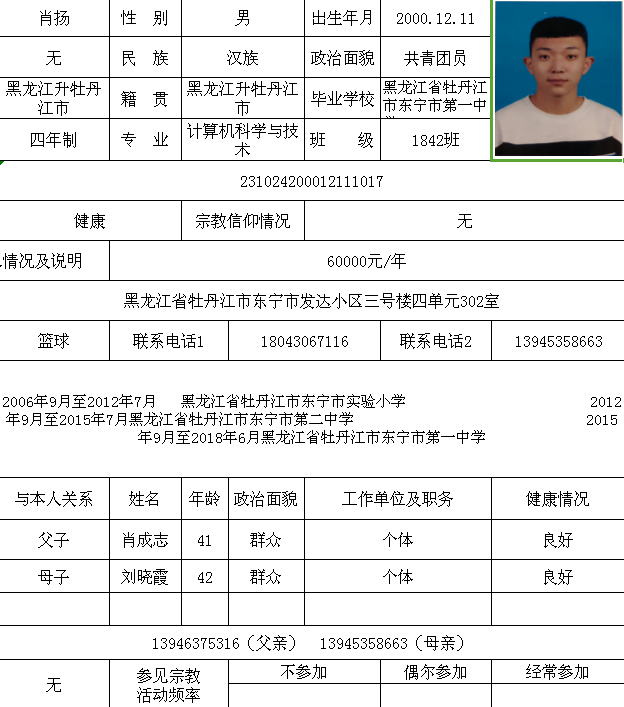 肖扬 性 别 男 出生年月 2000.12.11
无 民 族 汉族 政治面貌 共青团员
黑龙江升牡丹江市 籍 贯 黑龙江升牡丹江市 毕业学校 黑龙江省牡丹江市东宁市第一中
四年制 专 业 计算机科学与技术 班 级 1842班
231024200012111017
健康 宗教信仰情况 无
情况及说明 60000元/年
黑龙江省牡丹江市东宁市发达小区三号楼四单元302室
篮球 联系电话1 18043067116 联系电话2 13945358663
2006年9月至2012年7月 黑龙江省牡丹江市东宁市实验小学 2012
年9月至2015年7月黑龙江省牡丹江市东宁市第二中学 2015
年9月至2018年6月黑龙江省牡丹江市东宁市第一中学
与本人关系 姓名 年龄 政治面貌 工作单位及职务 健康情况
父子 肖成志 41 群众 个体 良好
母子 刘晓霞 42 群众 个体 良好
13946375316（父亲） 13945358663（母亲）
无 参见宗教活动频率 不参加 偶尔参加 经常参加